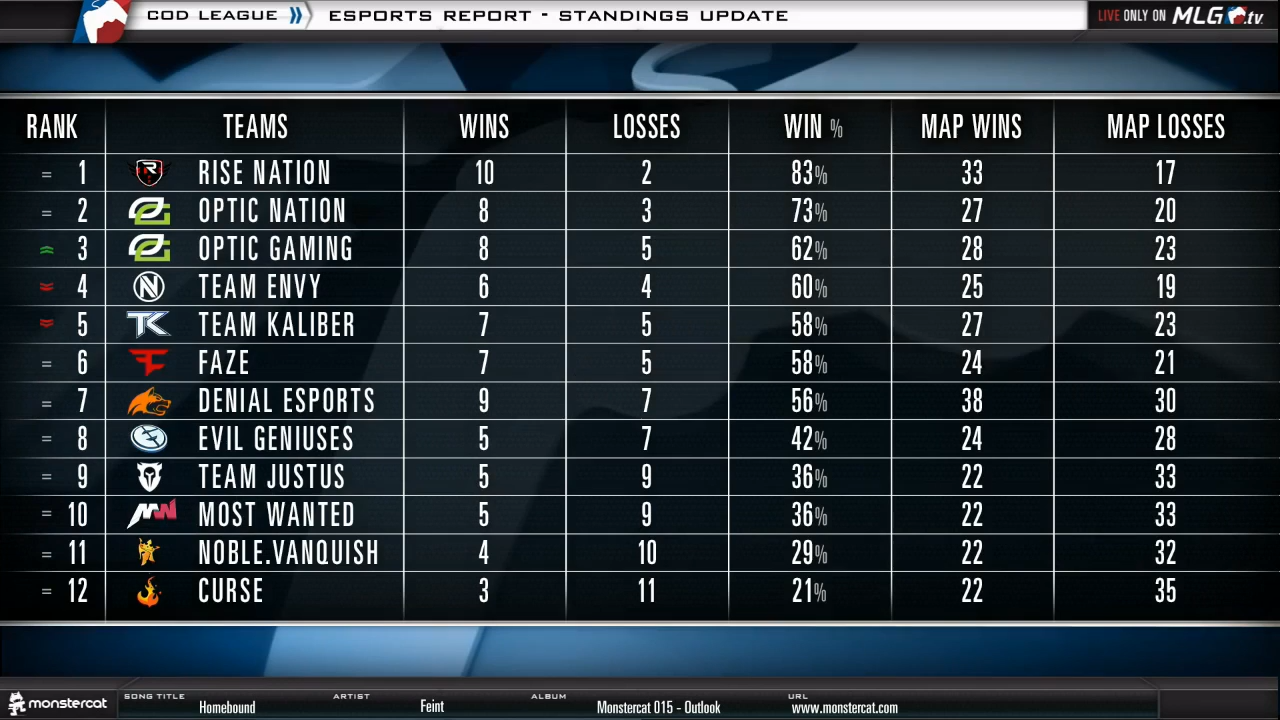 COD LEAGUE ESPORTS REPORT - STANDINGS UPDATE LIVE ONLY ON MLG.tv
RANK TEAMS WINS LOSSES WIN % MAP WINS MAP LOSSES
= 1 RISE NATION 10 2 83% 33 17
= 2 OPTIC NATION 8 3 73% 27 20
3 OPTIC GAMING 8 5 62% 28 23
4 TEAM ENVY 6 4 60% 25 19
5 TK TEAM KALIBER 7 5 58% 27 23
= 6 FAZE 7 5 58% 24 21
= 7 DENIAL ESPORTS 9 7 56% 38 30
= 8 EVIL GENIUSES 5 7 42% 24 28
= 9 TEAM JUSTUS 5 9 36% 22 33
= 10 MW MOST WANTED 5 9 36% 22 33
= 11 NOBLE.VANQUISH 4 10 29% 22 32
= 12 CURSE 3 11 21% 22 35
monstercat SONG TITLE Homebound ARTIST Feint ALBUM Monstercat 015 - Outlook URL www.monstercat.com